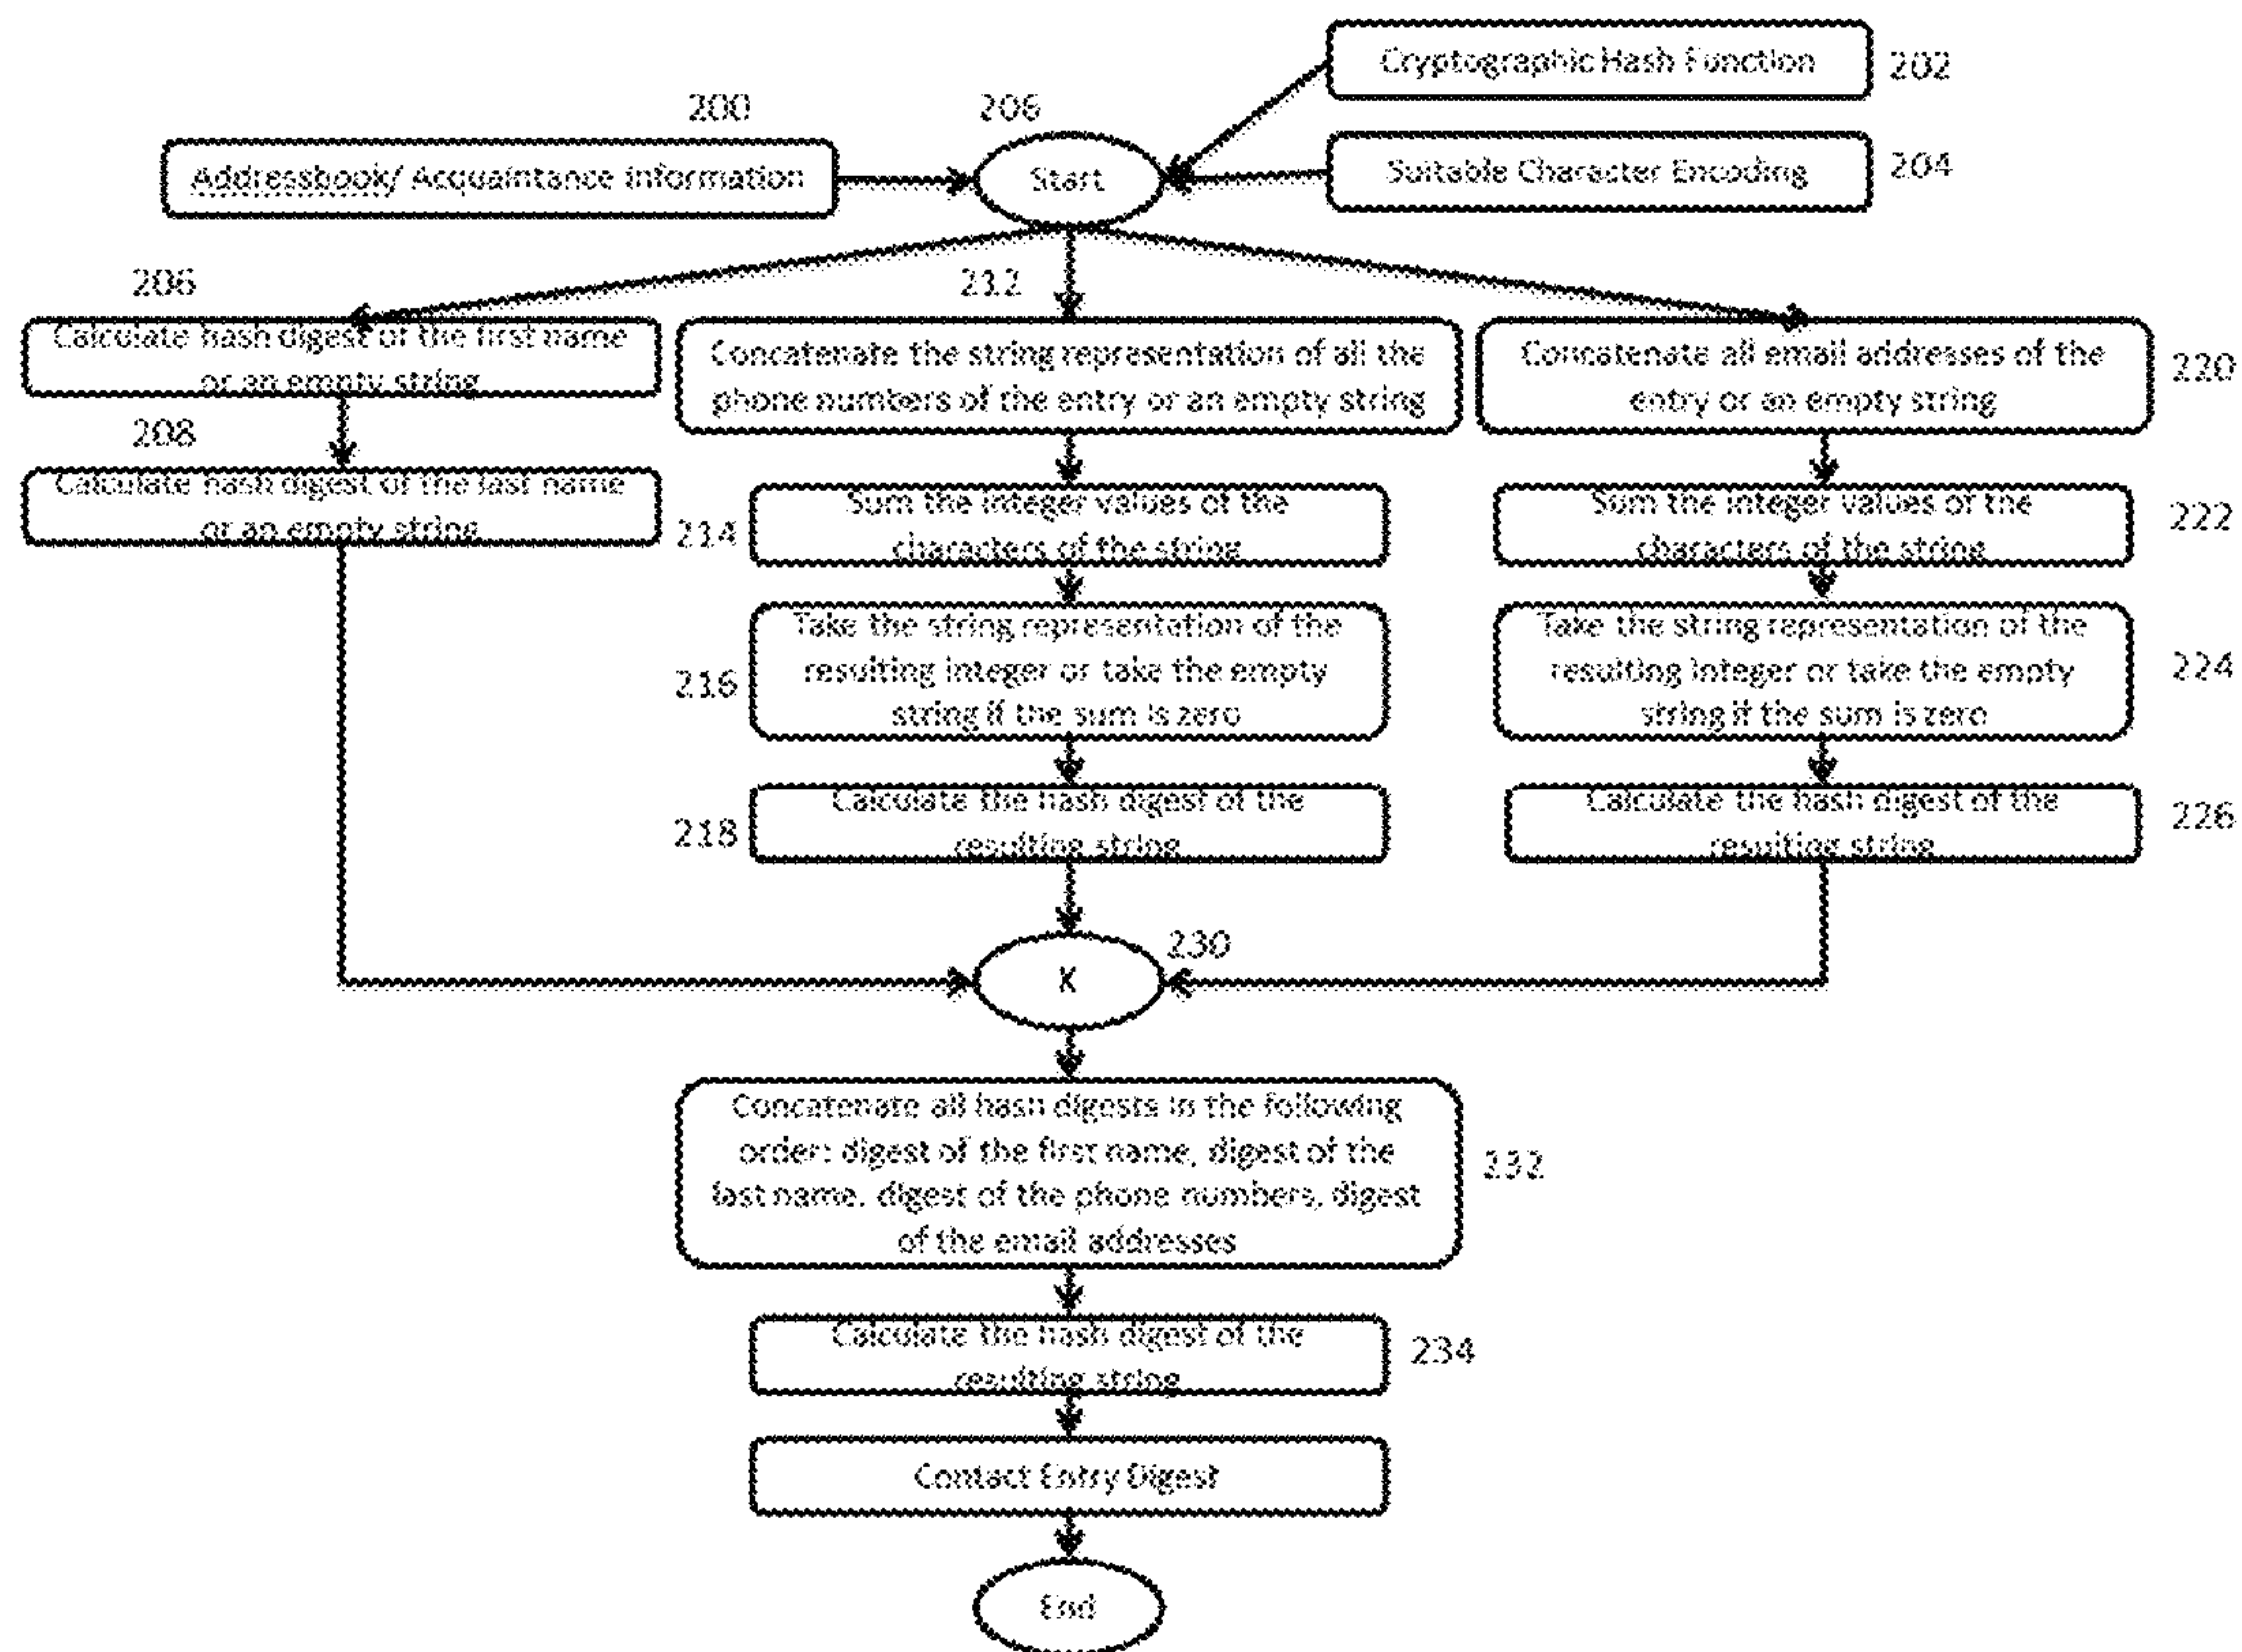 Cryptographic Hash Function
202
200
206
Addressbook/ Acquaintance Information
Start
Suitable Character Encoding
204
206
212
Calculate hash digest of the first name
or an empty string
Concatenate the string representation of all the
phone numbers of the entry or an empty string
Concatenate all email addresses of the
entry or an empty string
220
208
Calculate hash digest of the last name
or an empty string
214
Sum the integer values of the
characters of the string
Sum the integer values of the
characters of the string
222
216
Take the string representation of the
resulting integer or take the empty
string if the sum is zero
Take the string representation of the
resulting integer or take the empty
string if the sum is zero
224
218
Calculate the hash digest of the
resulting string
Calculate the hash digest of the
resulting string
226
230
K
Concatenate all hash digests in the following
order: digest of the first name, digest of the
last name, digest of the phone numbers, digest
of the email addresses
232
Calculate the hash digest of the
resulting string
234
Contact Entry Digest
End